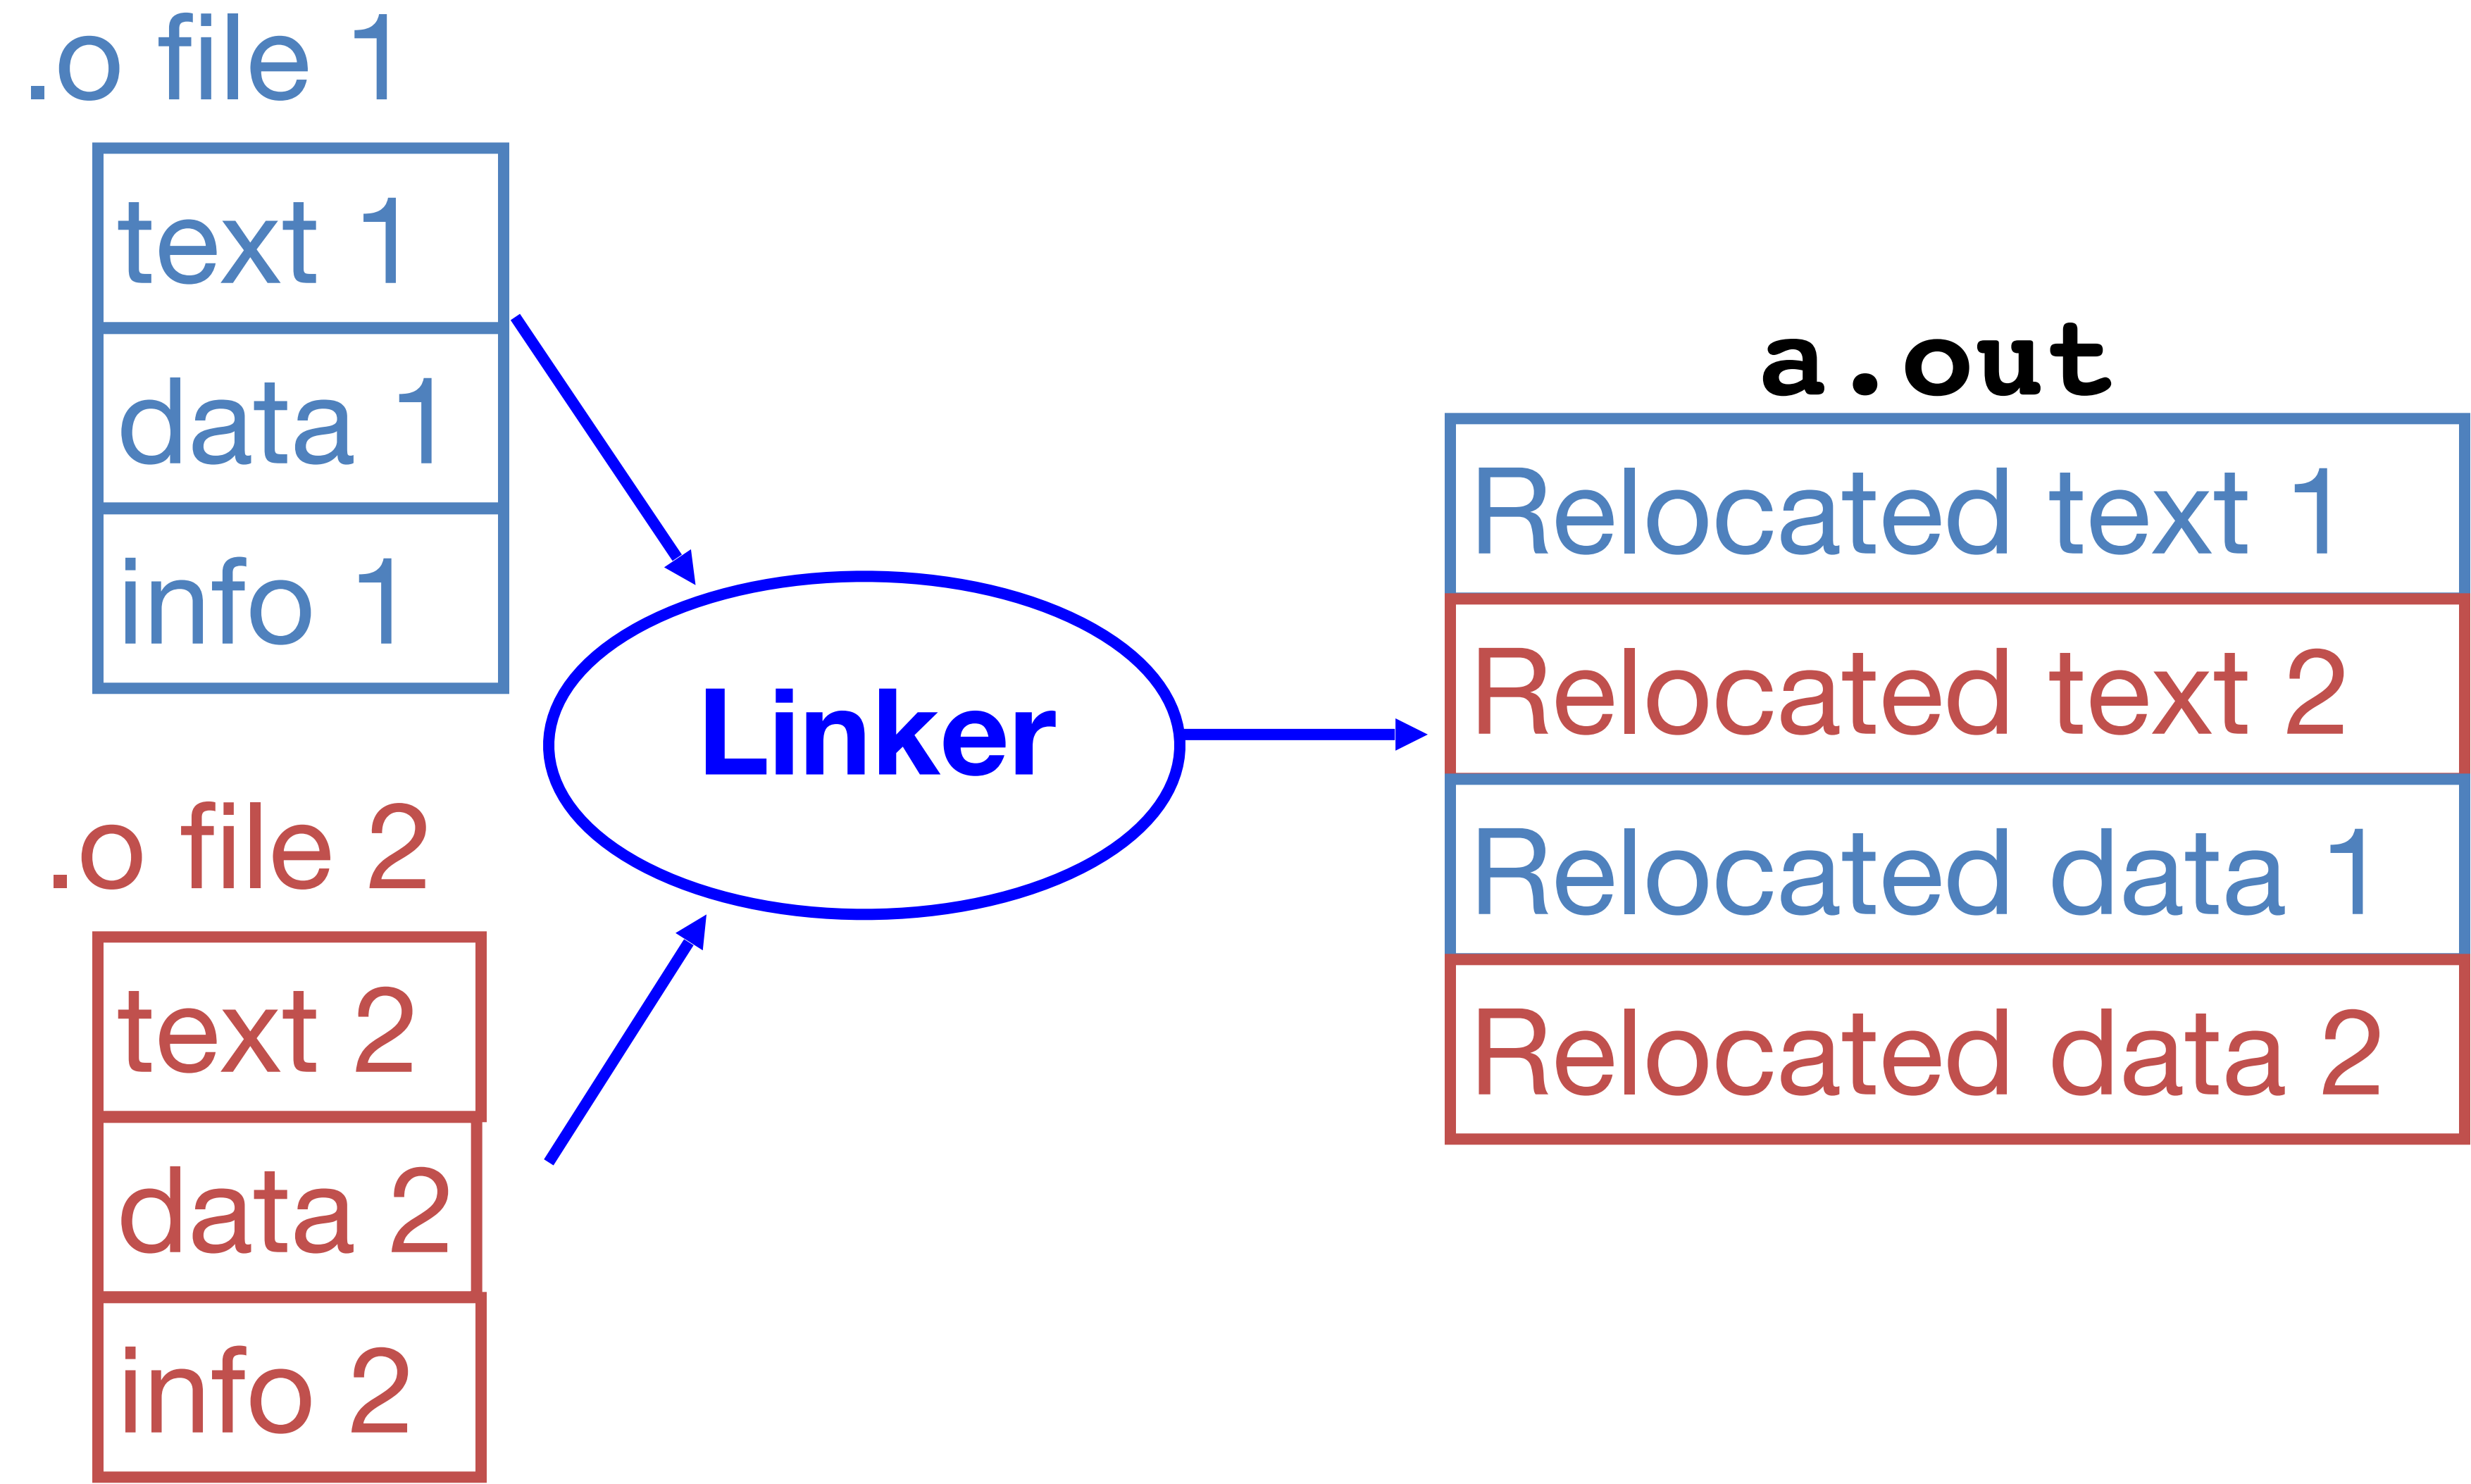 .o file 1
text 1
data 1
info 1
.o file 2
text 2
data 2
info 2
Linker
a.out
Relocated text 1
Relocated text 2
Relocated data 1
Relocated data 2